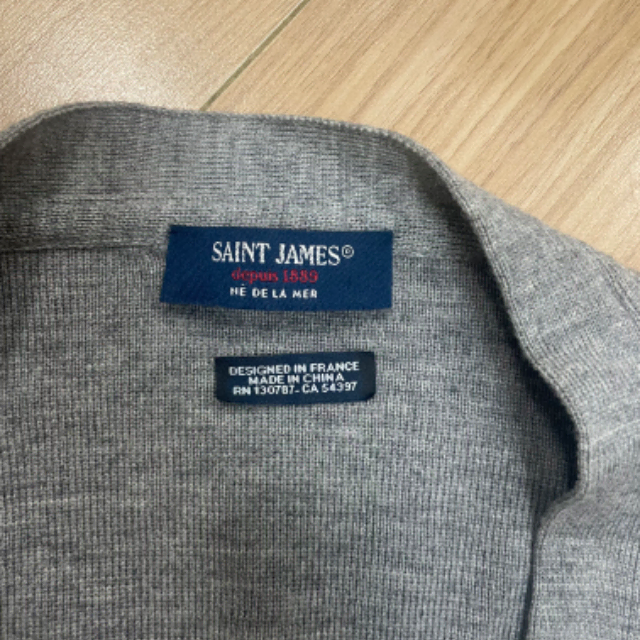 SAINT JAMES®
depuis 1889
NÉ DE LA MER
DESIGNED IN FRANCE
MADE IN CHINA
RN 130787-CA 54397